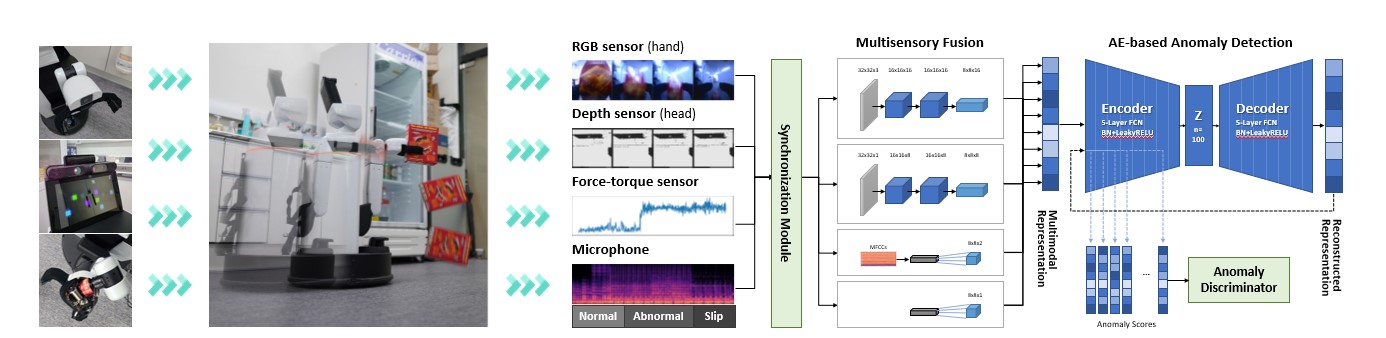 RGB sensor (hand)
Depth sensor (head)
Force-torque sensor
Microphone
Normal Abnormal Slip
Synchronization Module
Multisensory Fusion
32x32x3 16x16x16 16x16x16 8x8x16
32x32x1 16x16x8 16x16x8 8x8x8
MFCCs 8x8x2
8x8x1
Multimodal
Representation
AE-based Anomaly Detection
Encoder
5-Layer FCN
BN+LeakyRELU
Z
n=
100
Decoder
5-Layer FCN
BN+LeakyRELU
Reconstructed
Representation
...
Anomaly
Discriminator
Anomaly Scores